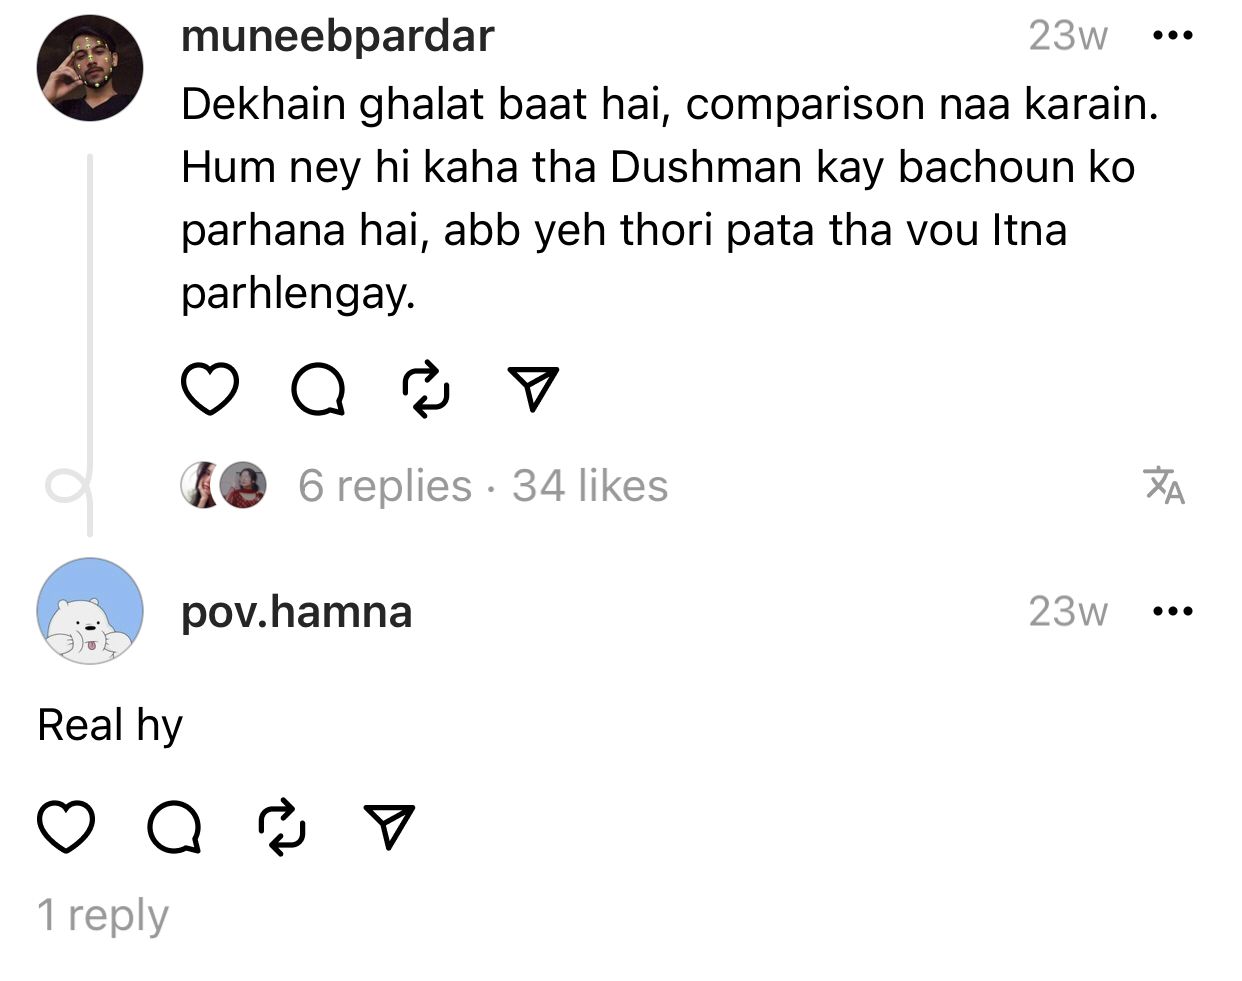 muneebpardar 23w
Dekhain ghalat baat hai, comparison naa karain.
Hum ney hi kaha tha Dushman kay bachoun ko
parhana hai, abb yeh thori pata tha vou Itna
parhlengay.
6 replies · 34 likes
pov.hamna 23w
Real hy
1 reply